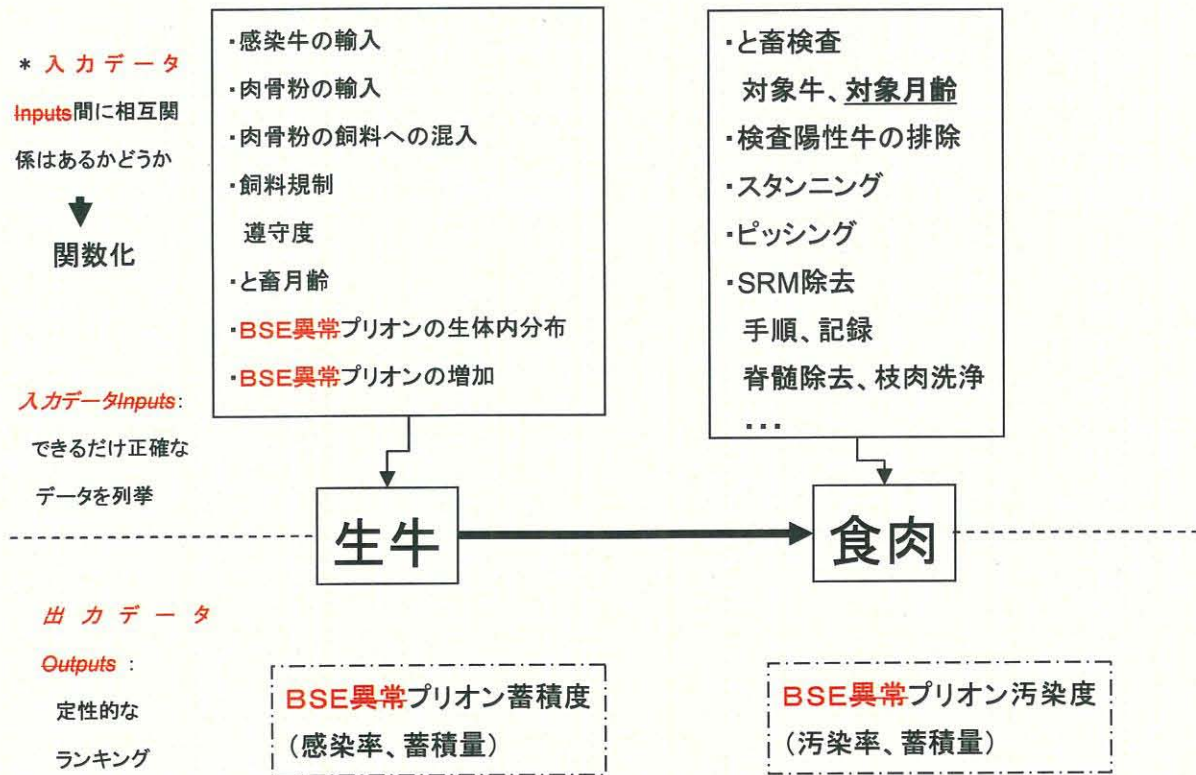 * 入力データ
Inputs間に相互関
係はあるかどうか
関数化
入力データInputs:
できるだけ正確な
データを列挙
・感染牛の輸入
・肉骨粉の輸入
・肉骨粉の飼料への混入
・飼料規制
遵守度
・と畜月齢
・BSE異常プリオンの生体内分布
・BSE異常プリオンの増加
・と畜検査
対象牛、対象月齢
・検査陽性牛の排除
・スタンニング
・ピッシング
・SRM除去
手順、記録
脊髄除去、枝肉洗浄
・・・
生牛
食肉
出力データ
Outputs :
定性的な
ランキング
BSE異常プリオン蓄積度
(感染率、蓄積量)
BSE異常プリオン汚染度
(汚染率、蓄積量)